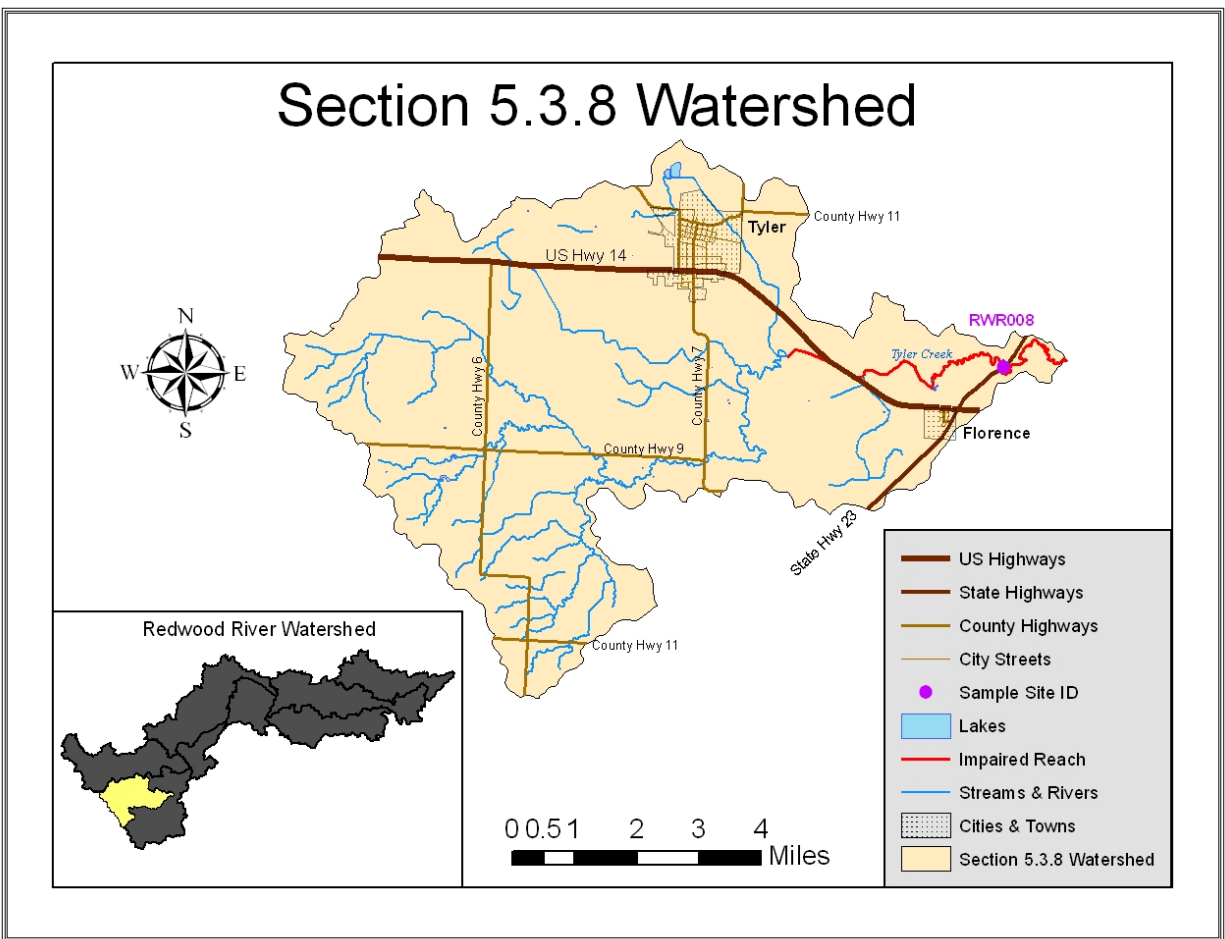 Section 5.3.8 Watershed
County Hwy 11
Tyler
US Hwy 14
RWR008
N
W E
S
Tyler Creek
County Hwy 6
County Hwy 7
Florence
County Hwy 9
State Hwy 23
County Hwy 11
US Highways
State Highways
County Highways
City Streets
Sample Site ID
Lakes
Impaired Reach
Streams & Rivers
Cities & Towns
Section 5.3.8 Watershed
Redwood River Watershed
0 0.5 1 2 3 4
Miles